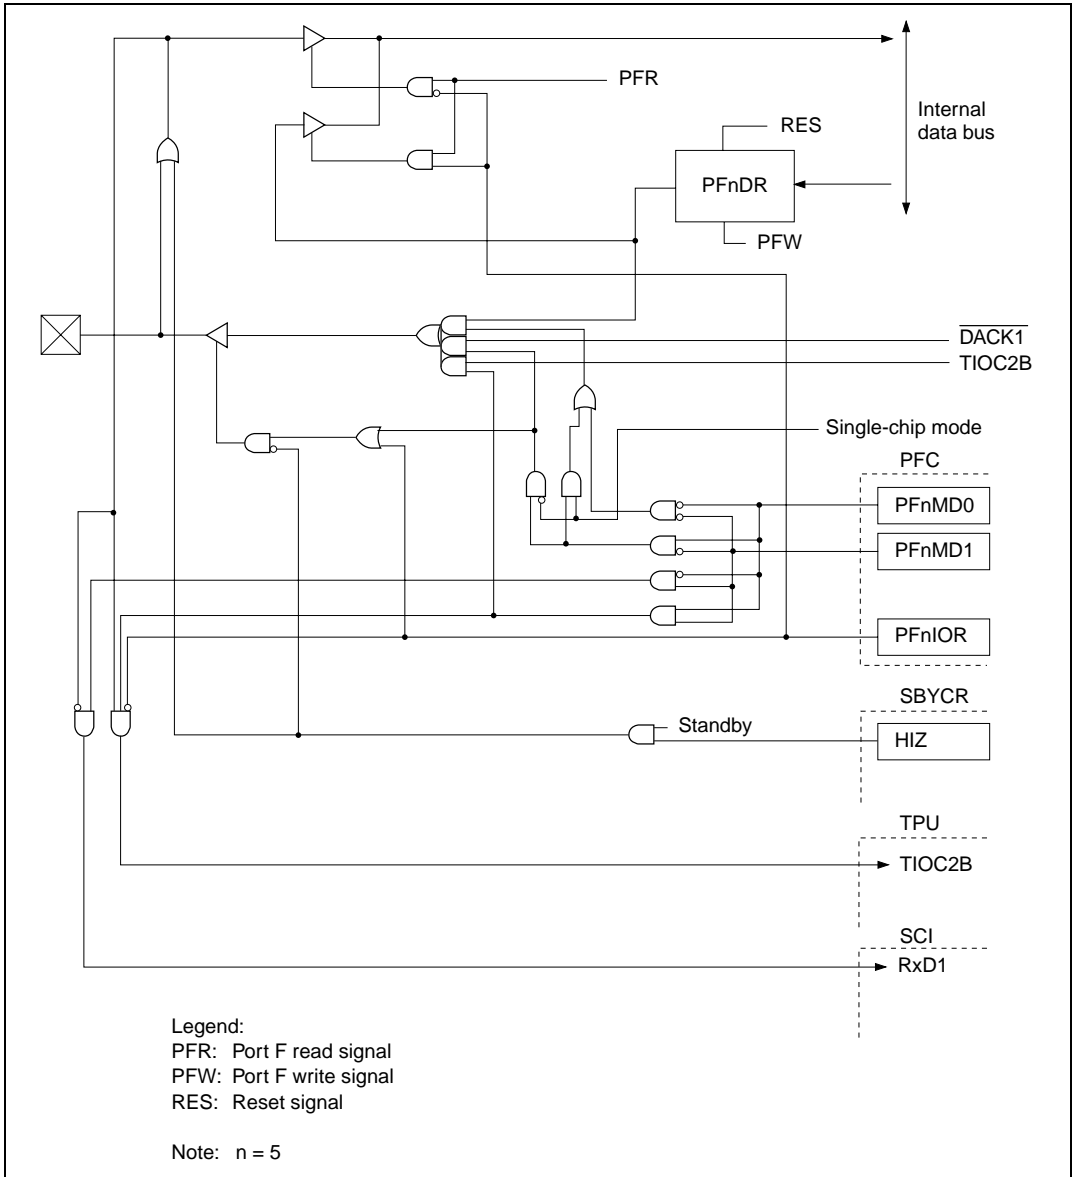 PFR
Internal
data bus
RES
PFnDR
PFW
DACK1
TIOC2B
Single-chip mode
PFC
PFnMD0
PFnMD1
PFnIOR
SBYCR
Standby
HIZ
TPU
TIOC2B
SCI
RxD1
Legend:
PFR: Port F read signal
PFW: Port F write signal
RES: Reset signal
Note: n = 5